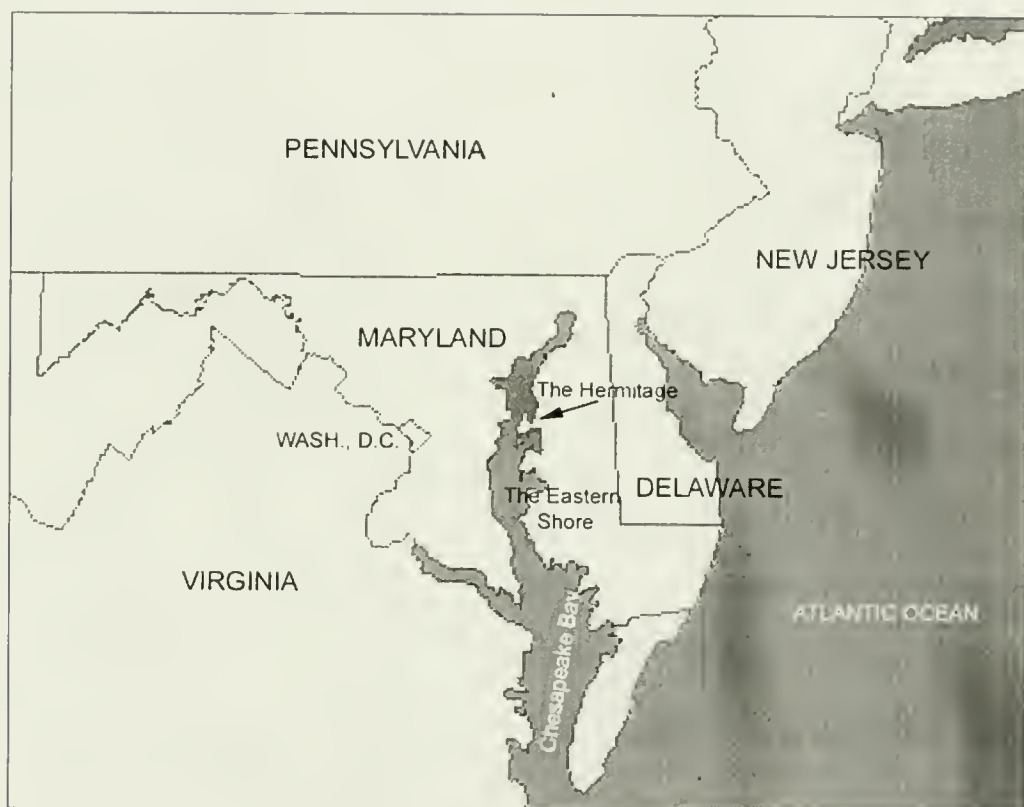 PENNSYLVANIA
NEW JERSEY
MARYLAND
The Hermitage
WASH., D.C.
DELAWARE
The Eastern
Shore
VIRGINIA
ATLANTIC OCEAN
Chesapeake Bay